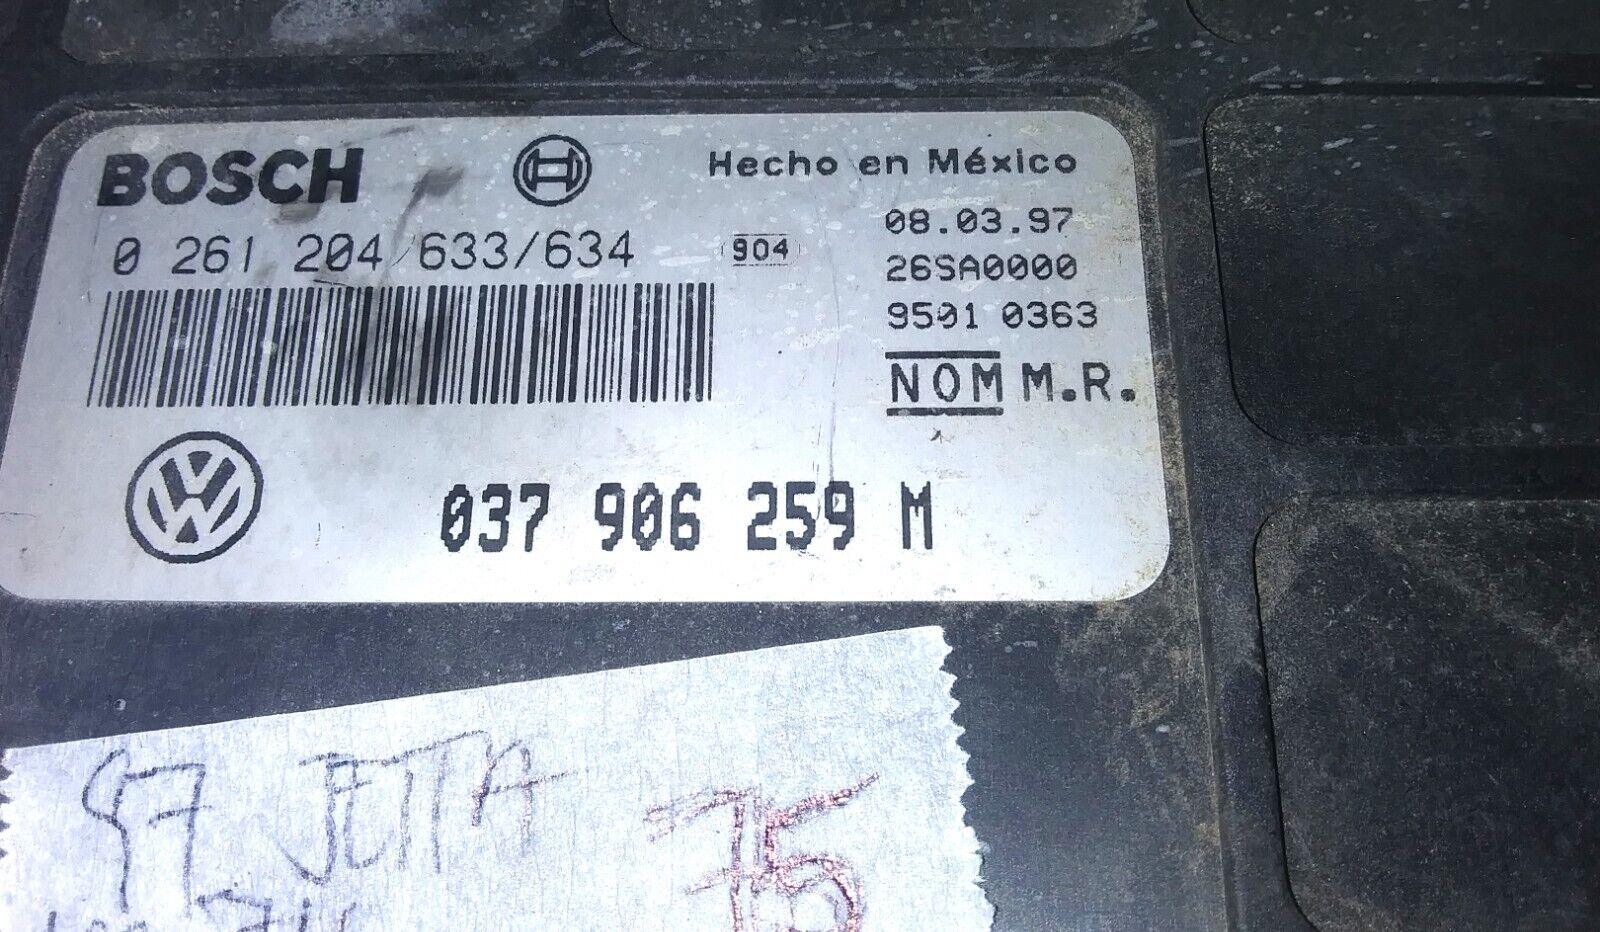 BOSCH
Hecho en México
0 261 204 633/634
904
08.03.97
26SA0000
9501 0363
NOM M.R.
037 906 259 M
97 JETTA
75